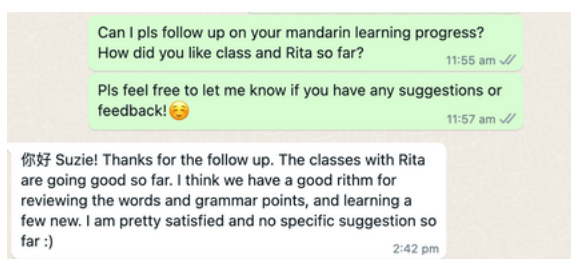 Can I pls follow up on your mandarin learning progress?
How did you like class and Rita so far?
11:55 am
Pls feel free to let me know if you have any suggestions or
feedback!☺️
11:57 am
你好 Suzie! Thanks for the follow up. The classes with Rita
are going good so far. I think we have a good rithm for
reviewing the words and grammar points, and learning a
few new. I am pretty satisfied and no specific suggestion so
far :)
2:42 pm